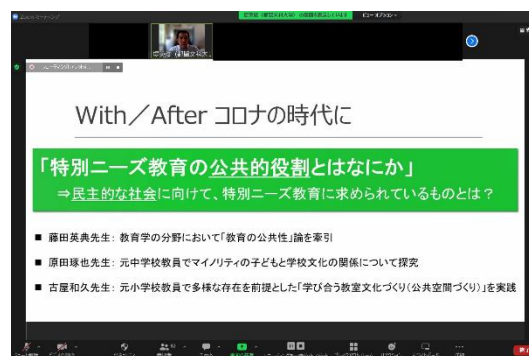 With／After コロナの時代に
「特別ニーズ教育の公共的役割とはなにか」
⇒民主的な社会に向けて、特別ニーズ教育に求められているものとは？
■ 藤田英典先生： 教育学の分野において「教育の公共性」論を牽引
■ 原田琢也先生： 元中学校教員でマイノリティの子どもと学校文化の関係について探究
■ 古屋和久先生： 元小学校教員で多様な存在を前提とした「学び合う教室文化づくり（公共空間づくり）」を実践